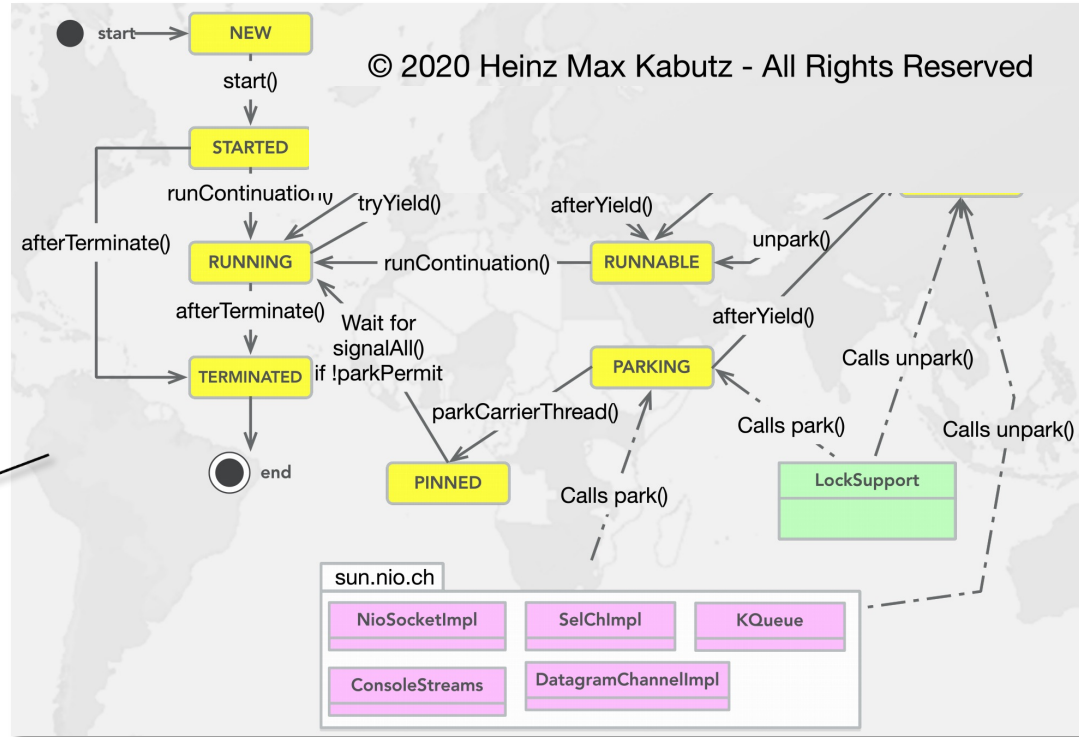 start
NEW
© 2020 Heinz Max Kabutz - All Rights Reserved
start()
STARTED
runContinuation()
tryYield()
afterYield()
afterTerminate()
unpark()
RUNNING
runContinuation()
RUNNABLE
afterTerminate()
Wait for
signalAll()
if !parkPermit
afterYield()
TERMINATED
PARKING
Calls unpark()
parkCarrierThread()
Calls park()
Calls unpark()
end
PINNED
LockSupport
Calls park()
sun.nio.ch
NioSocketImpl
SelChImpl
KQueue
ConsoleStreams
DatagramChannelImpl